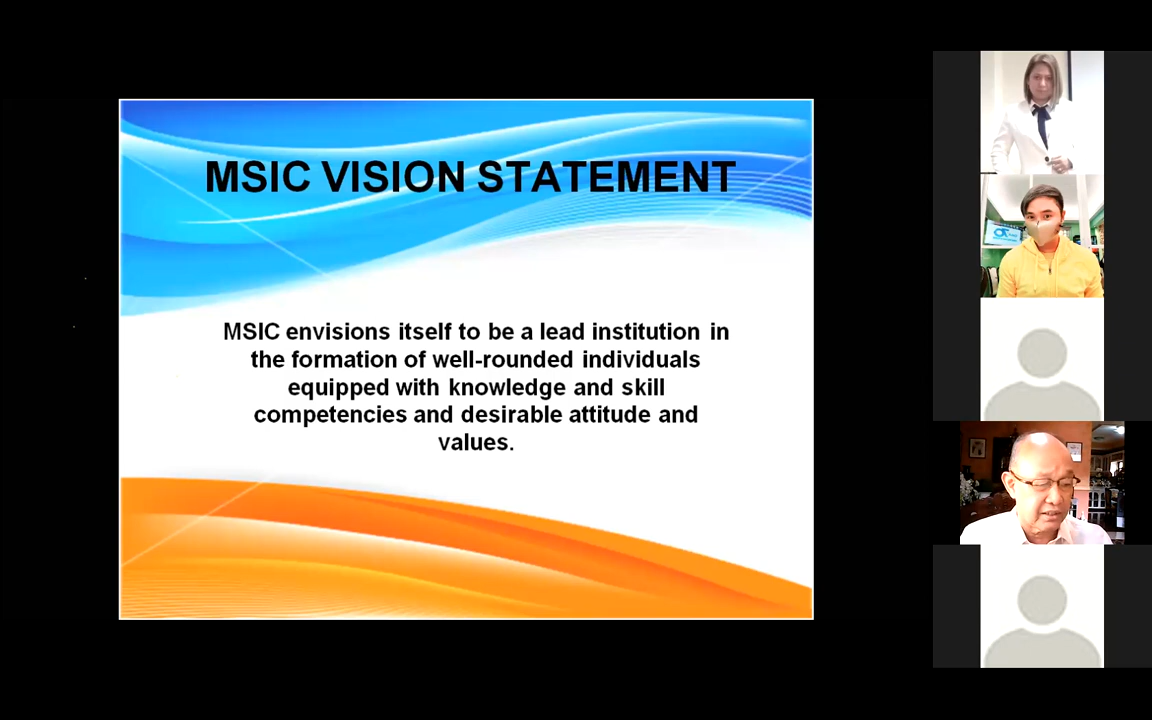 MSIC VISION STATEMENT
MSIC envisions itself to be a lead institution in
the formation of well-rounded individuals
equipped with knowledge and skill
competencies and desirable attitude and
values.